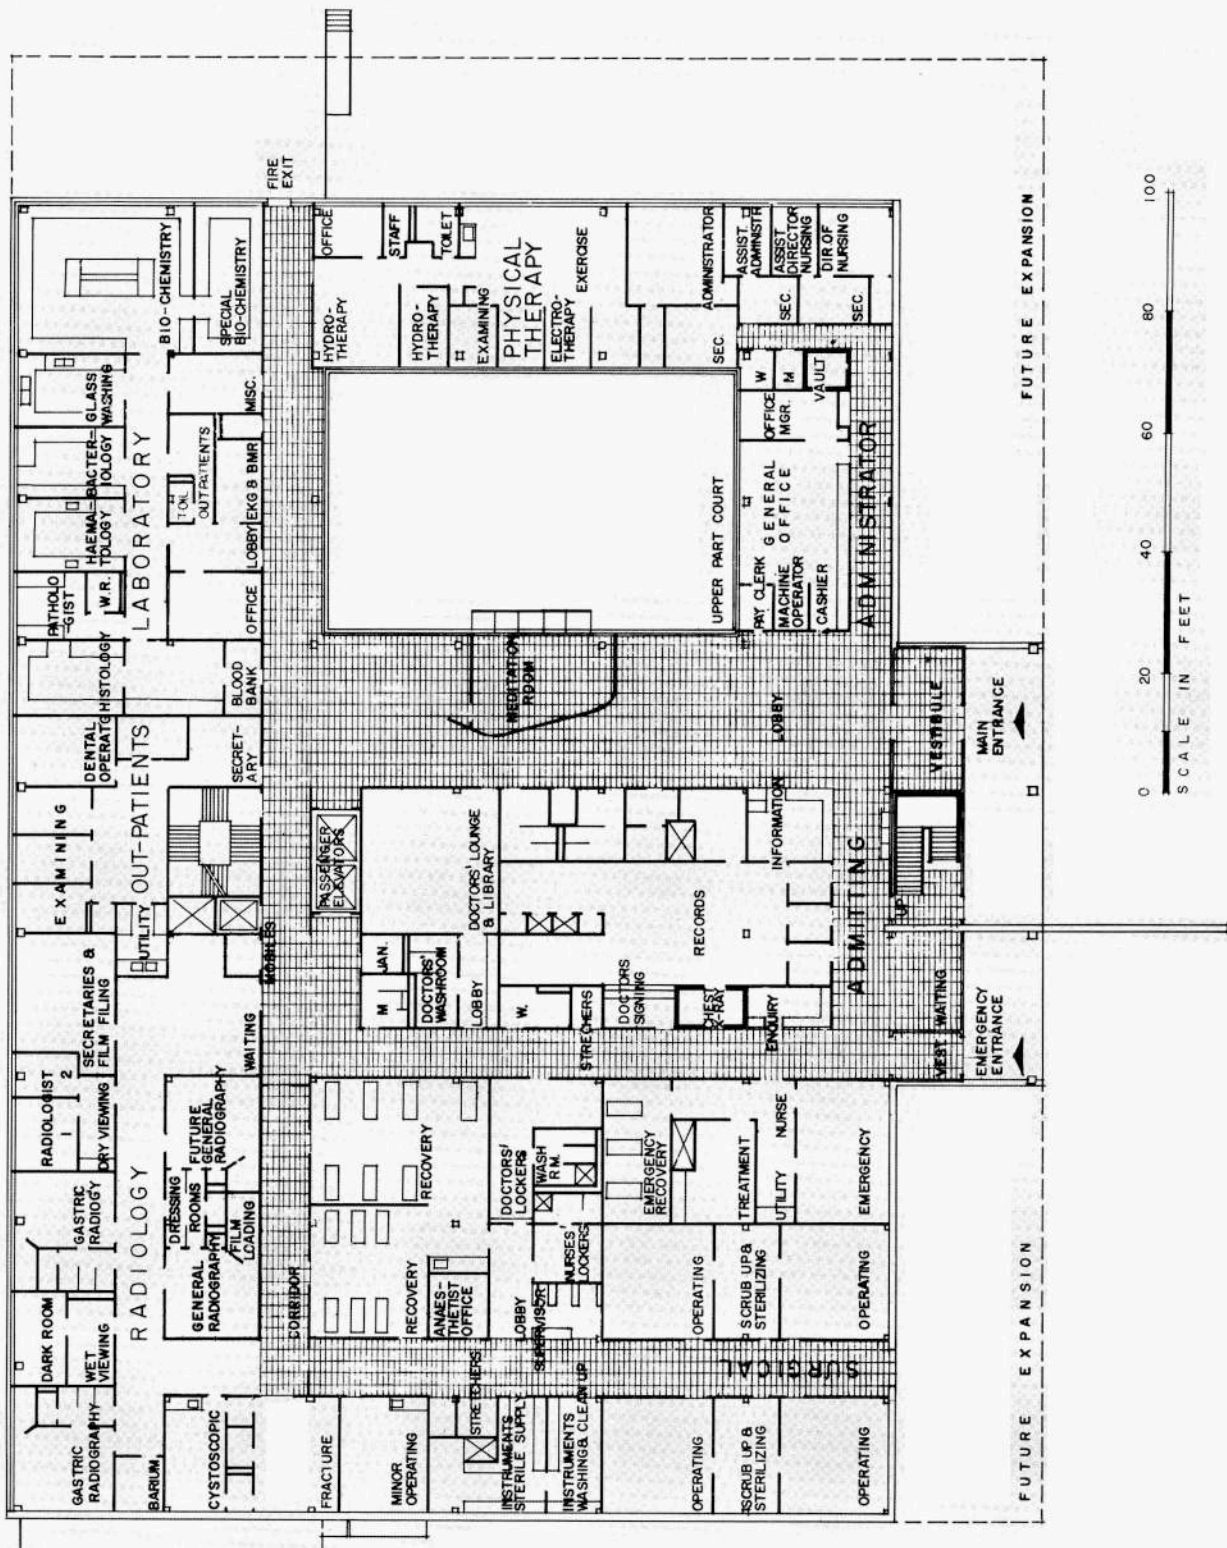 GASTRIC
RADIOGRAPHY
DARK ROOM
WET
VIEWING
GASTRIC
RADIOGY
RADIOLOGIST
1
2
DRY VIEWING
SECRETARIES &
FILM FILING
EXAMINING
DENTAL
OPERATG
HISTOLOGY
PATHOLO
-GIST
W.R.
HAEMA-
TOLOGY
BACTER-
IOLOGY
GLASS
WASHING
BIO-CHEMISTRY
BARIUM
RADIOLOGY
UTILITY
OUT-PATIENTS
LABORATORY
CYSTOSCOPIC
GENERAL
RADIOGRAPHY
DRESSING
ROOMS
FILM
LOADING
FUTURE
GENERAL
RADIOGRAPHY
WAITING
MOBILES
SECRET-
ARY
BLOOD
BANK
OFFICE
LOBBY
TOIL.
OUTPATIENTS
EKG & BMR
MISC.
SPECIAL
BIO-CHEMISTRY
CORRIDOR
FIRE
EXIT
FRACTURE
MINOR
OPERATING
RECOVERY
RECOVERY
ANAES-
THETIST
OFFICE
M
JAN.
DOCTORS'
WASHROOM
LOBBY
PASSENGER
ELEVATORS
DOCTORS' LOUNGE
& LIBRARY
MEDITATION
ROOM
HYDRO-
THERAPY
OFFICE
STAFF
HYDRO-
THERAPY
TOILET
EXAMINING
PHYSICAL
THERAPY
ELECTRO-
THERAPY
EXERCISE
STRETCHERS
INSTRUMENTS
STERILE SUPPLY
INSTRUMENTS
WASHING & CLEAN UP
LOBBY
SUPERVISOR
NURSES'
LOCKERS
DOCTORS'
LOCKERS
WASH
RM.
W.
STRECHERS
DOCTORS
SIGNING
RECORDS
CHEST
X-RAY
ENQUIRY
INFORMATION
LOBBY
UPPER PART COURT
OPERATING
SCRUB UP &
STERILIZING
OPERATING
SURGICAL
OPERATING
SCRUB UP &
STERILIZING
OPERATING
EMERGENCY
RECOVERY
TREATMENT
UTILITY
NURSE
EMERGENCY
ADMITTING
PAY CLERK
MACHINE
OPERATOR
CASHIER
GENERAL
OFFICE
OFFICE
MGR.
W
M
VAULT
SEC.
ADMINISTRATOR
ASSIST.
ADMINISTR
SEC.
ASSIST
DIRECTOR
NURSING
DIR. OF
NURSING
SEC.
ADMINISTRATOR
VEST.
WAITING
UP
VESTIBULE
EMERGENCY
ENTRANCE
MAIN
ENTRANCE
FUTURE EXPANSION
FUTURE EXPANSION
0 20 40 60 80 100
SCALE IN FEET